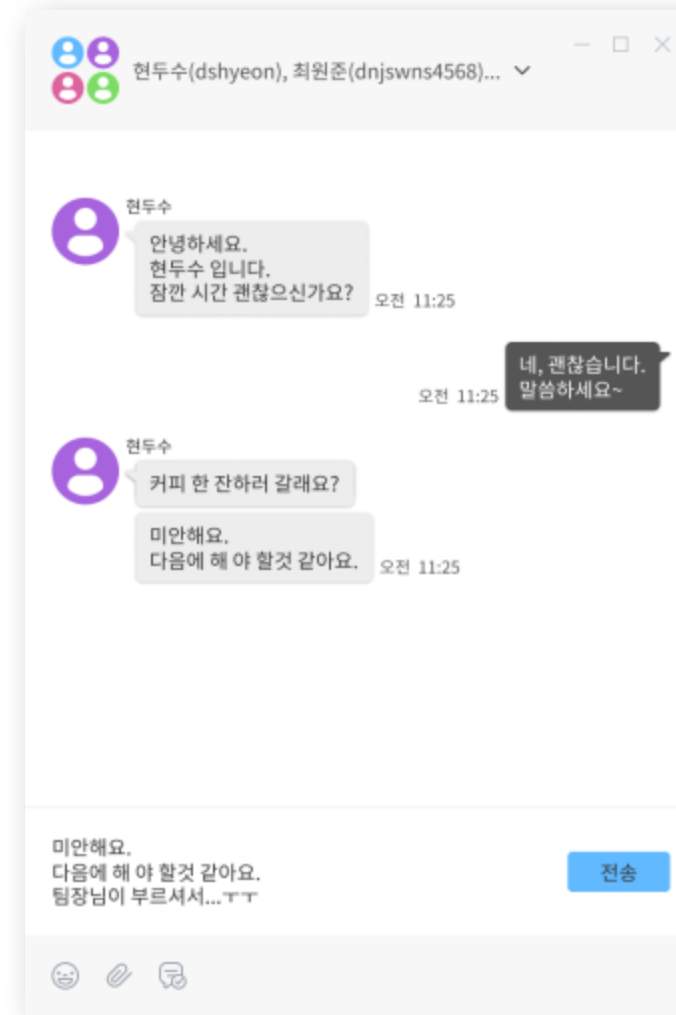 현두수(dshyeon), 최원준(dnjswns4568)...
현두수
안녕하세요.
현두수 입니다.
잠깐 시간 괜찮으신가요?
오전 11:25
네, 괜찮습니다.
말씀하세요~
오전 11:25
현두수
커피 한 잔하러 갈래요?
미안해요.
다음에 해 야 할것 같아요.
오전 11:25
미안해요.
다음에 해 야 할것 같아요.
팀장님이 부르셔서...ㅜㅜ
전송